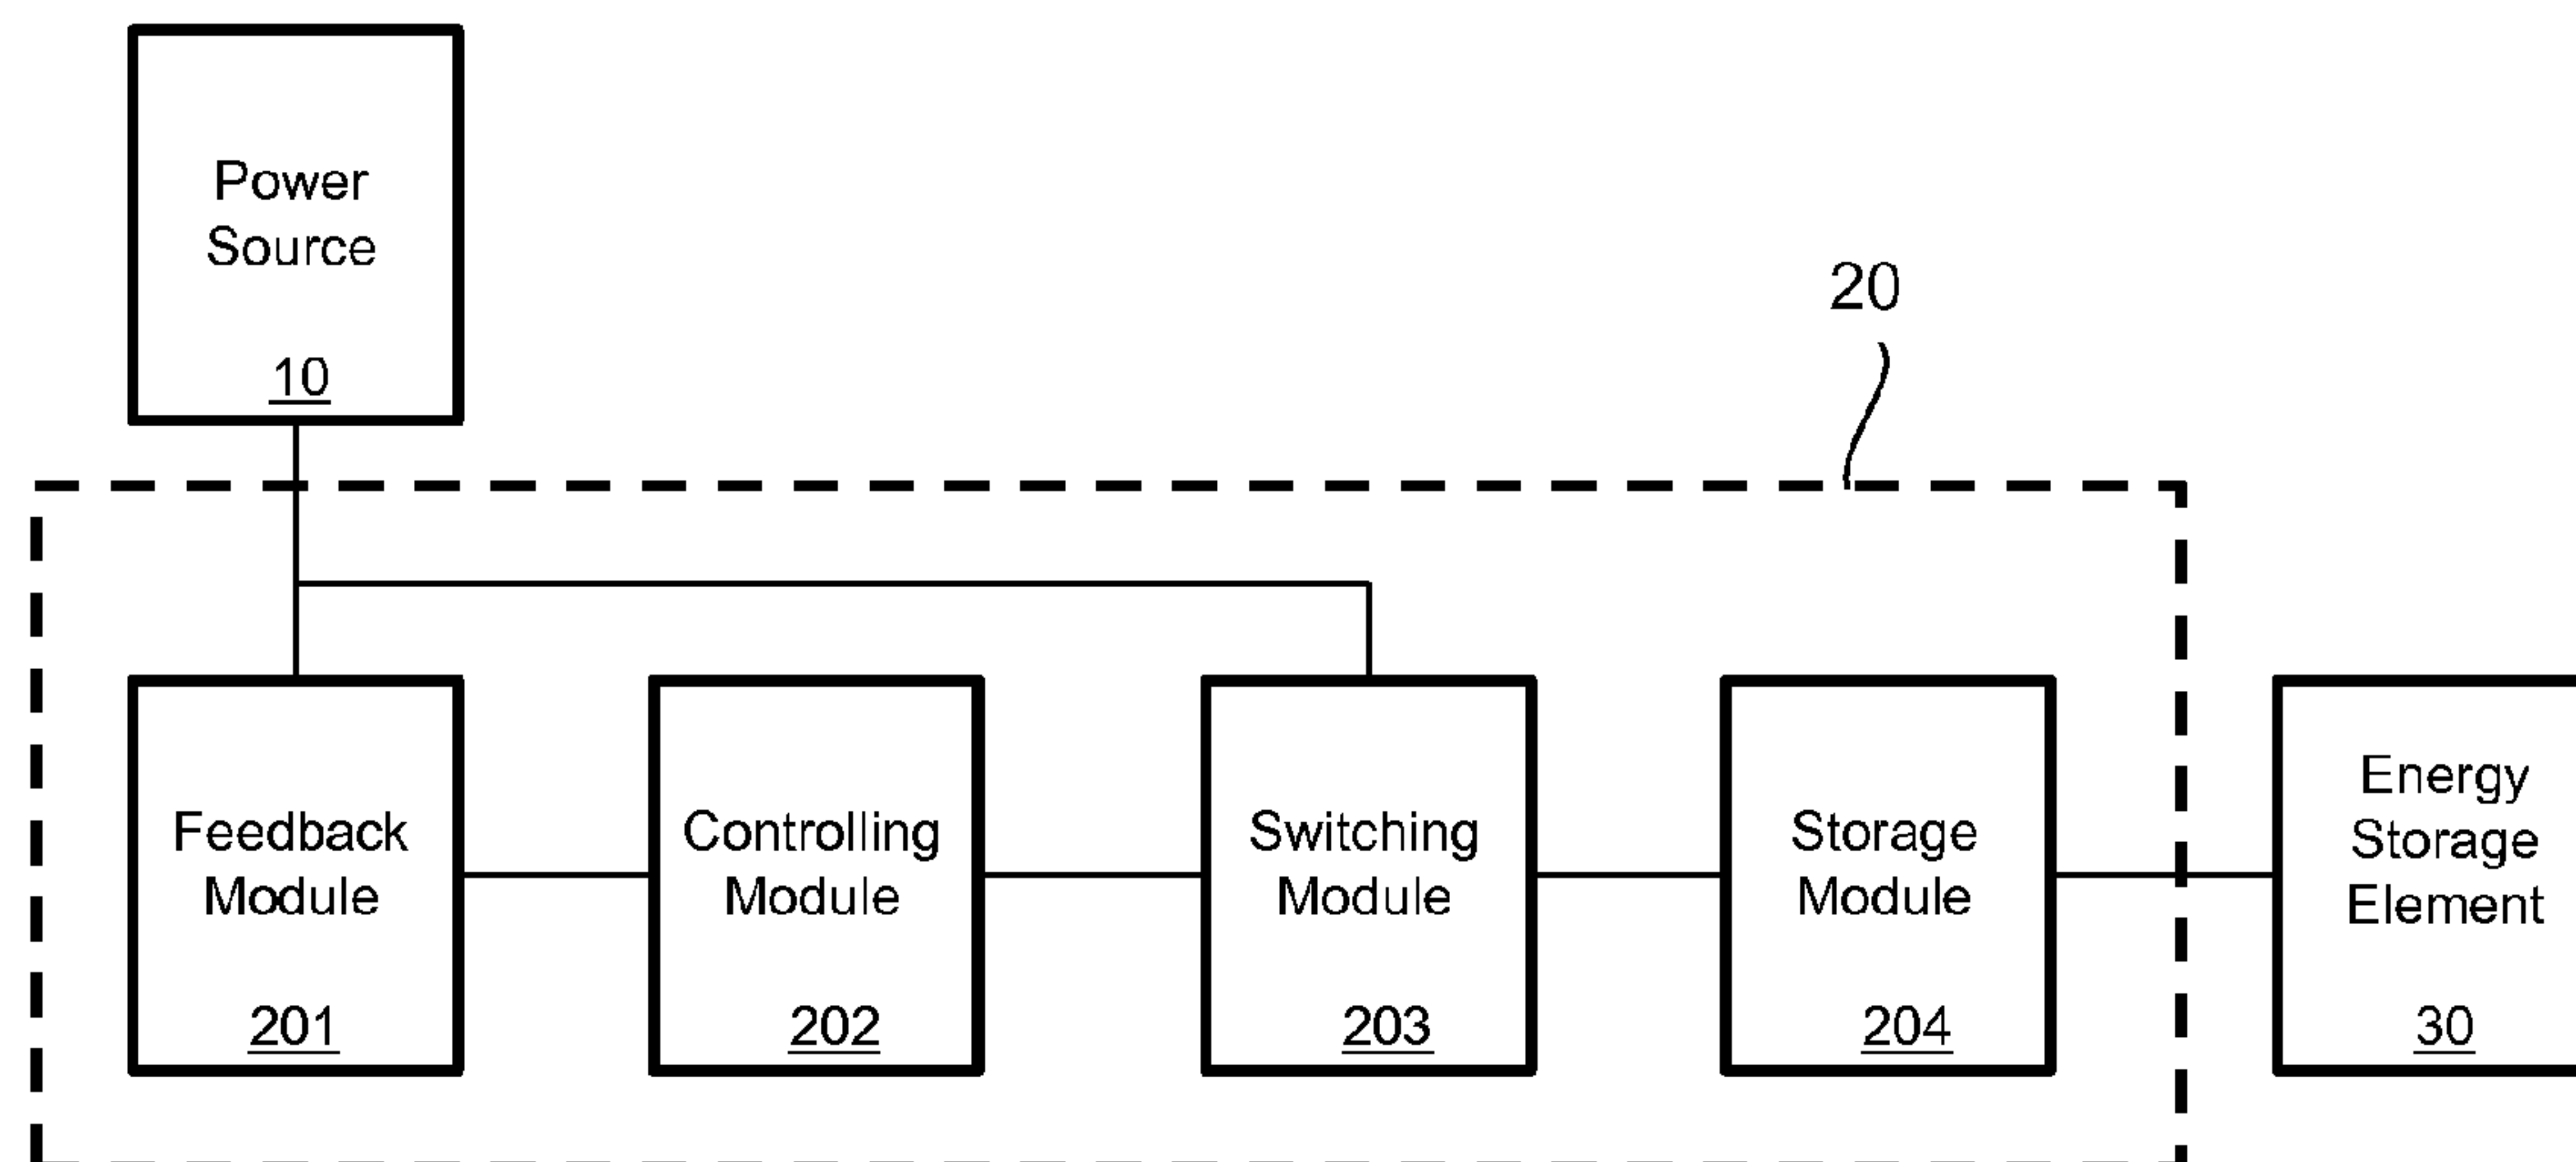 Power
Source
10
20
Feedback
Module
201
Controlling
Module
202
Switching
Module
203
Storage
Module
204
Energy
Storage
Element
30